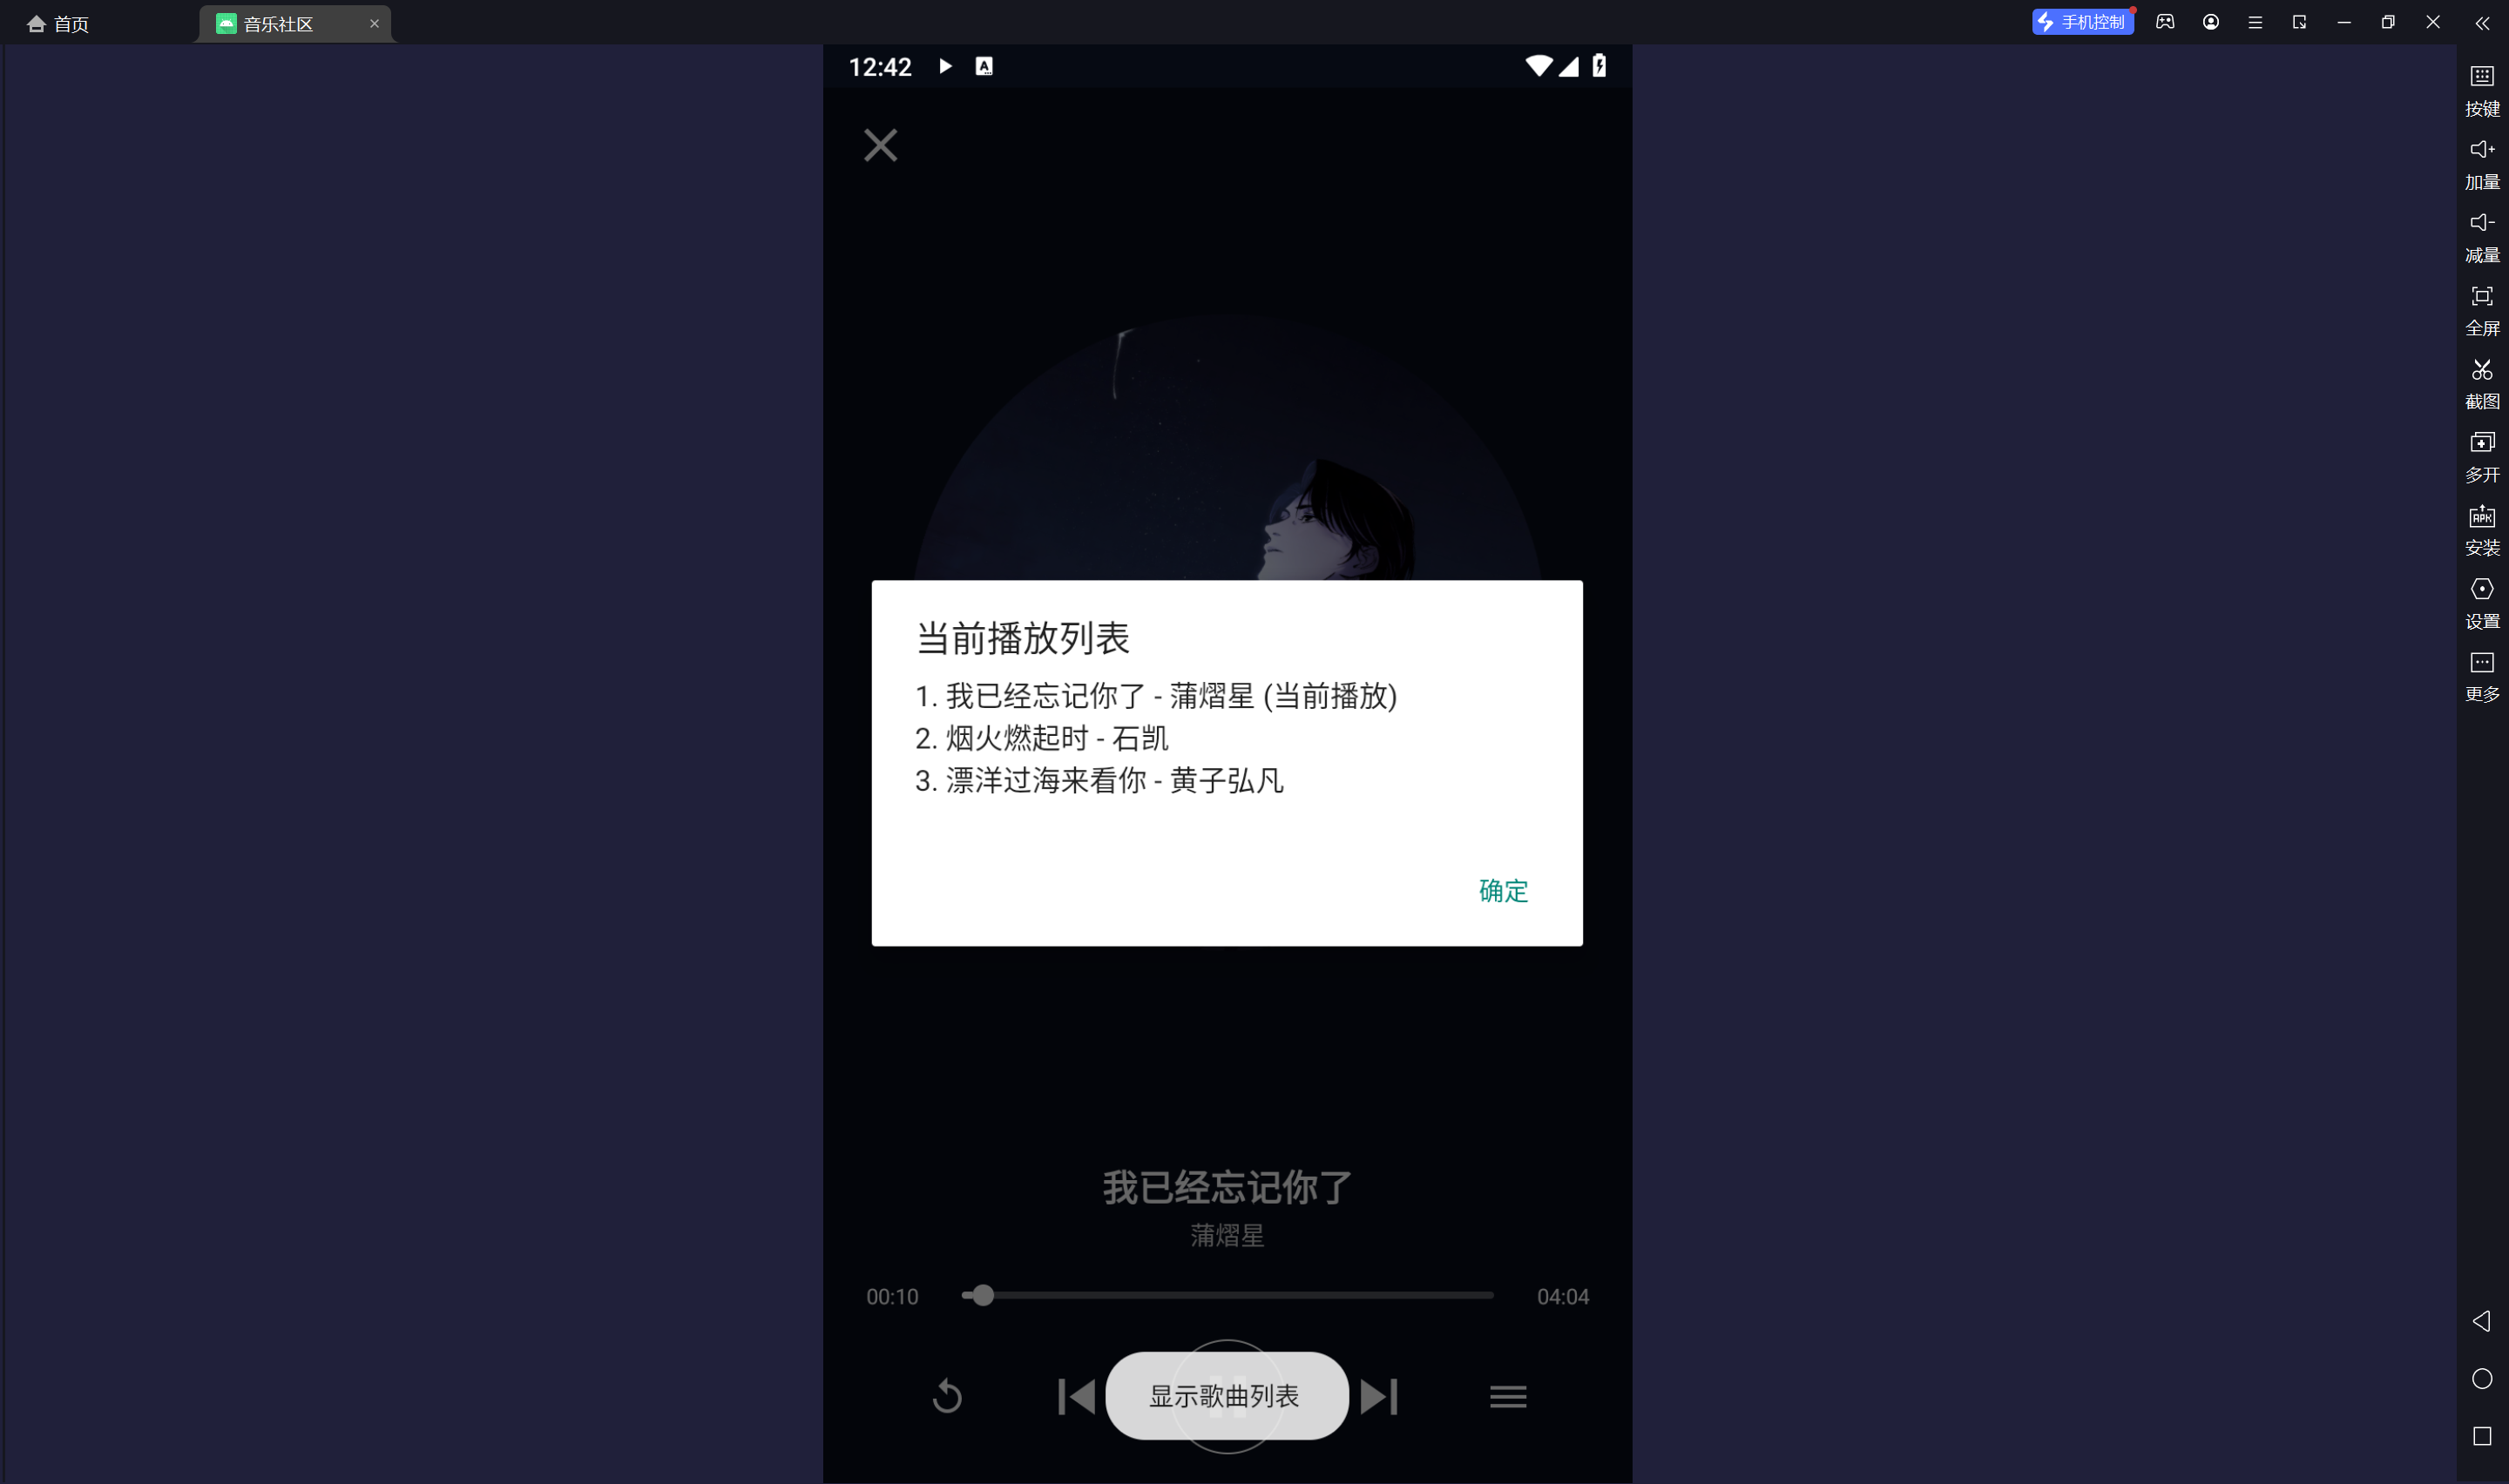 首页
音乐社区
手机控制
12:42
按键
加量
减量
全屏
截图
多开
APK
安装
设置
更多
当前播放列表
1. 我已经忘记你了 - 蒲熠星 (当前播放)
2. 烟火燃起时 - 石凯
3. 漂洋过海来看你 - 黄子弘凡
确定
我已经忘记你了
蒲熠星
00:10
04:04
显示歌曲列表